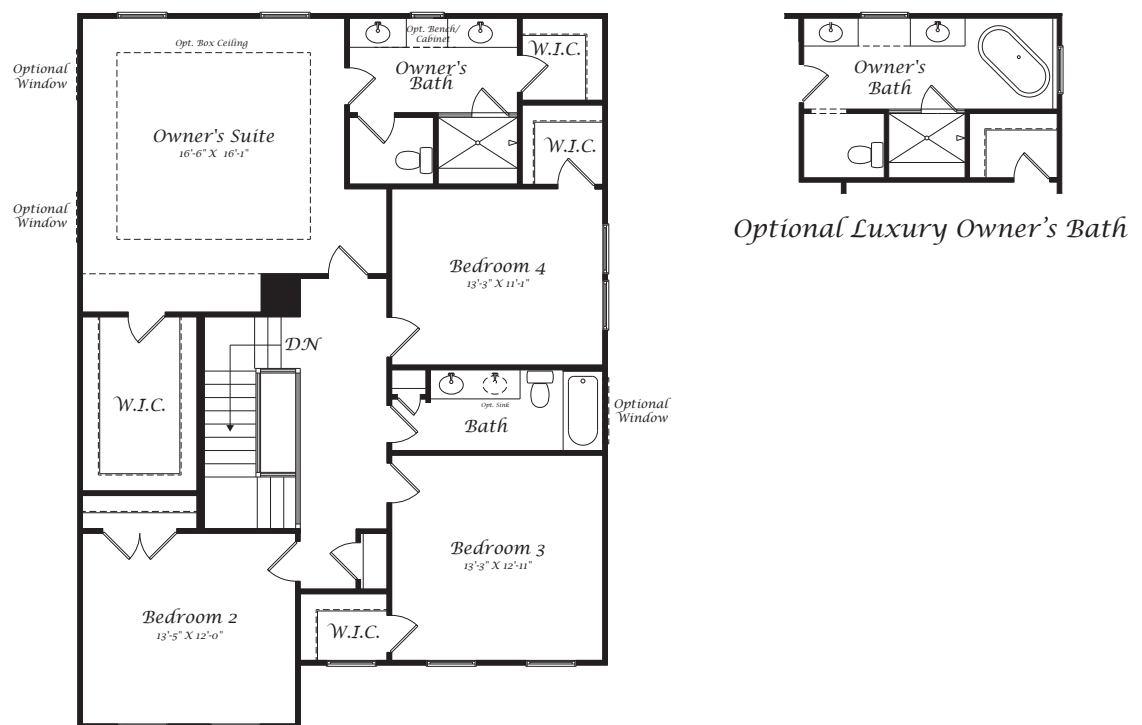 Opt. Box Ceiling
Opt. Bench/
Cabinet
W.I.C.
Optional
Window
Owner's
Bath
Owner's Suite
16'-6" X 16'-1"
W.I.C.
Optional
Window
Bedroom 4
13'-3" X 11'-1"
DN
W.I.C.
Opt. Sink
Bath
Optional
Window
Bedroom 3
13'-3" X 12'-11"
Bedroom 2
13'-5" X 12'-0"
W.I.C.
Owner's
Bath
W.I.C.
Optional Luxury Owner's Bath